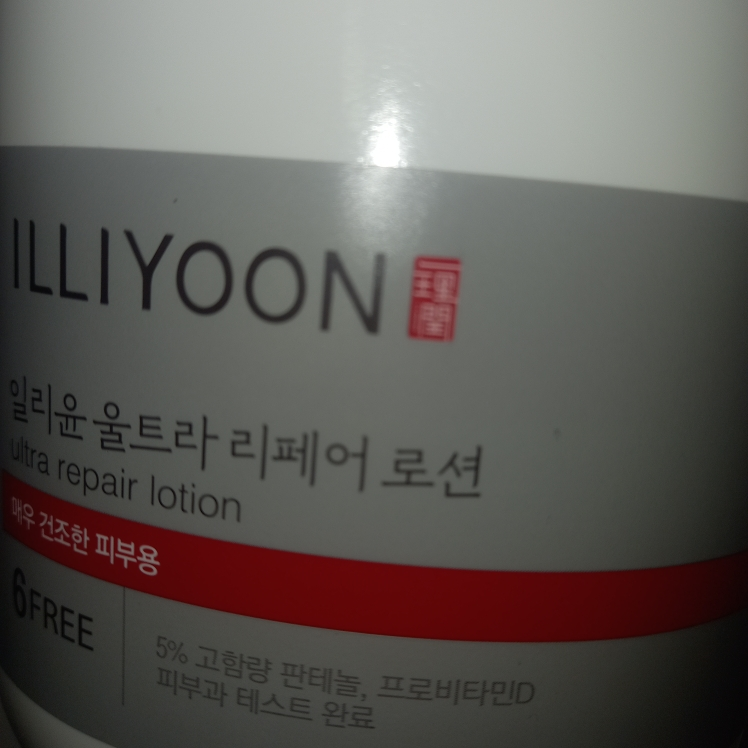 ILLIYOON
일리윤 울트라 리페어 로션
ultra repair lotion
매우 건조한 피부용
6FREE
5% 고함량 판테놀, 프로비타민D
피부과 테스트 완료